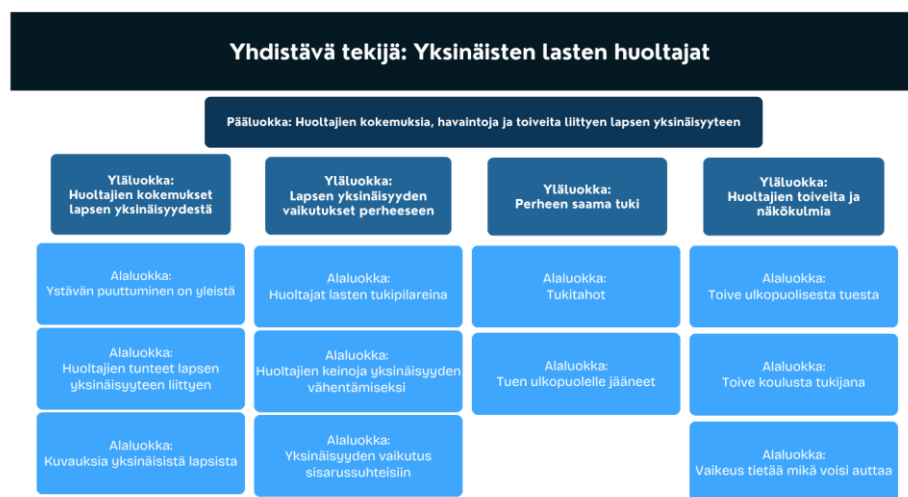 Yhdistävä tekijä: Yksinäisten lasten huoltajat
Pääluokka: Huoltajien kokemuksia, havaintoja ja toiveita liittyen lapsen yksinäisyyteen
Yläluokka:
Huoltajien kokemukset
lapsen yksinäisyydestä
Alaluokka:
Ystävän puuttuminen on yleistä
Alaluokka:
Huoltajien tunteet lapsen
yksinäisyyteen liittyen
Alaluokka:
Kuvauksia yksinäisistä lapsista
Yläluokka:
Lapsen yksinäisyyden
vaikutukset perheeseen
Alaluokka:
Huoltajat lasten tukipilareina
Alaluokka:
Huoltajien keinoja yksinäisyyden
vähentämiseksi
Alaluokka:
Yksinäisyyden vaikutus
sisarussuhteisiin
Yläluokka:
Perheen saama tuki
Alaluokka:
Tukitahot
Alaluokka:
Tuen ulkopuolelle jääneet
Yläluokka:
Huoltajien toiveita ja
näkökulmia
Alaluokka:
Toive ulkopuolisesta tuesta
Alaluokka:
Toive koulusta tukijana
Alaluokka:
Vaikeus tietää mikä voisi auttaa